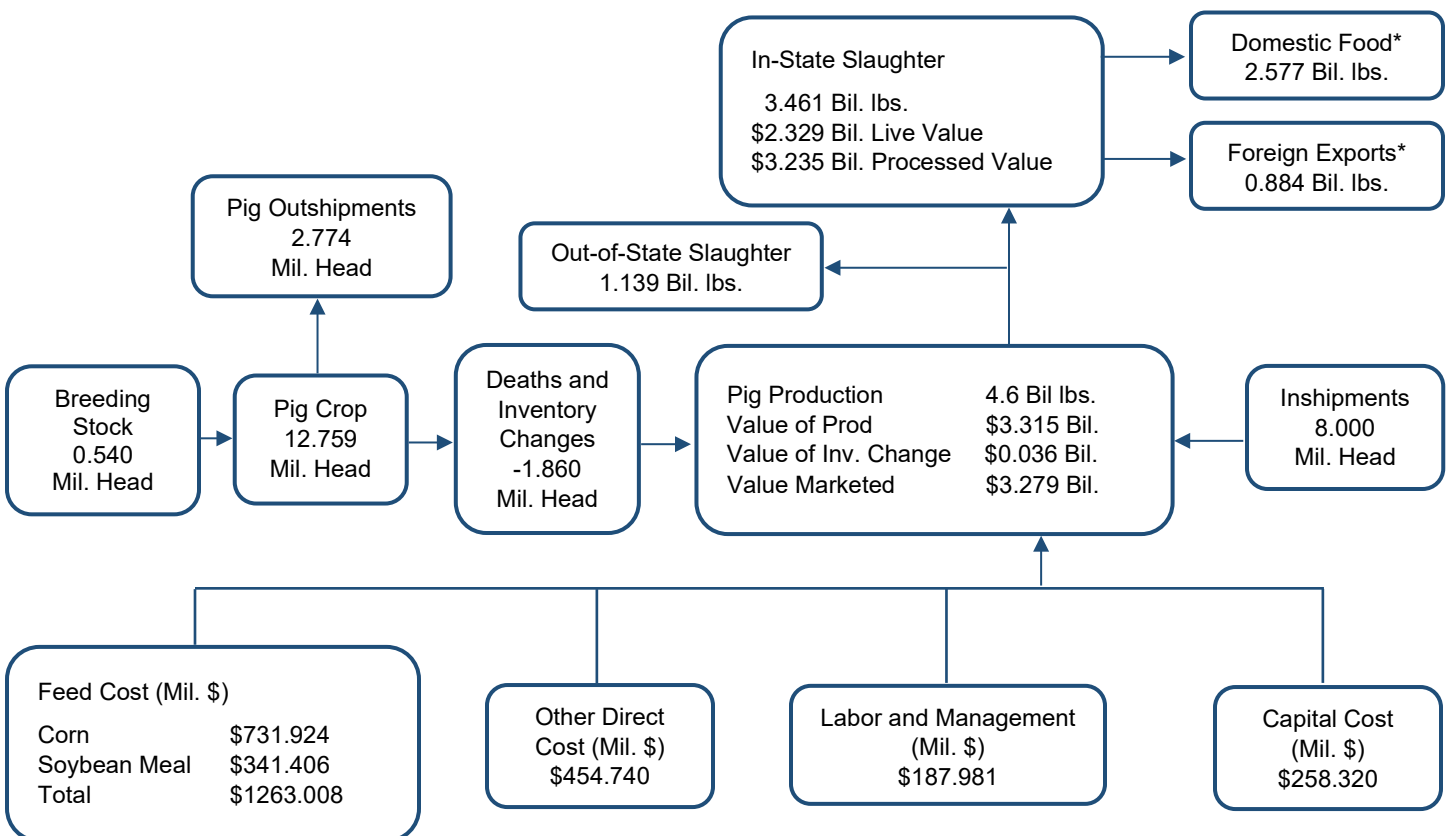 In-State Slaughter
3.461 Bil. lbs.
$2.329 Bil. Live Value
$3.235 Bil. Processed Value
Domestic Food*
2.577 Bil. lbs.
Foreign Exports*
0.884 Bil. lbs.
Pig Outshipments
2.774
Mil. Head
Out-of-State Slaughter
1.139 Bil. lbs.
Breeding
Stock
0.540
Mil. Head
Pig Crop
12.759
Mil. Head
Deaths and
Inventory
Changes
-1.860
Mil. Head
Pig Production 4.6 Bil lbs.
Value of Prod $3.315 Bil.
Value of Inv. Change $0.036 Bil.
Value Marketed $3.279 Bil.
Inshipments
8.000
Mil. Head
Feed Cost (Mil. $)
Corn $731.924
Soybean Meal $341.406
Total $1263.008
Other Direct
Cost (Mil. $)
$454.740
Labor and Management
(Mil. $)
$187.981
Capital Cost
(Mil. $)
$258.320